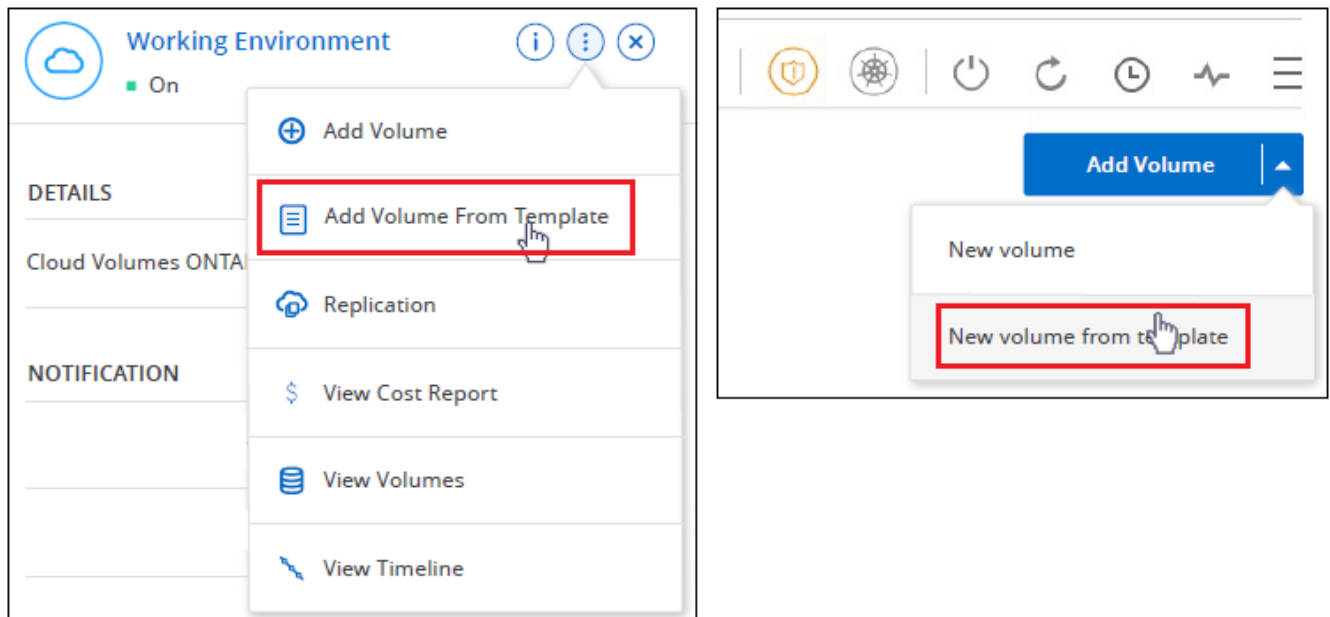 Working Environment
On
Add Volume
DETAILS
Add Volume From Template
Cloud Volumes ONTA
Replication
NOTIFICATION
$ View Cost Report
View Volumes
View Timeline
Add Volume
New volume
New volume from template